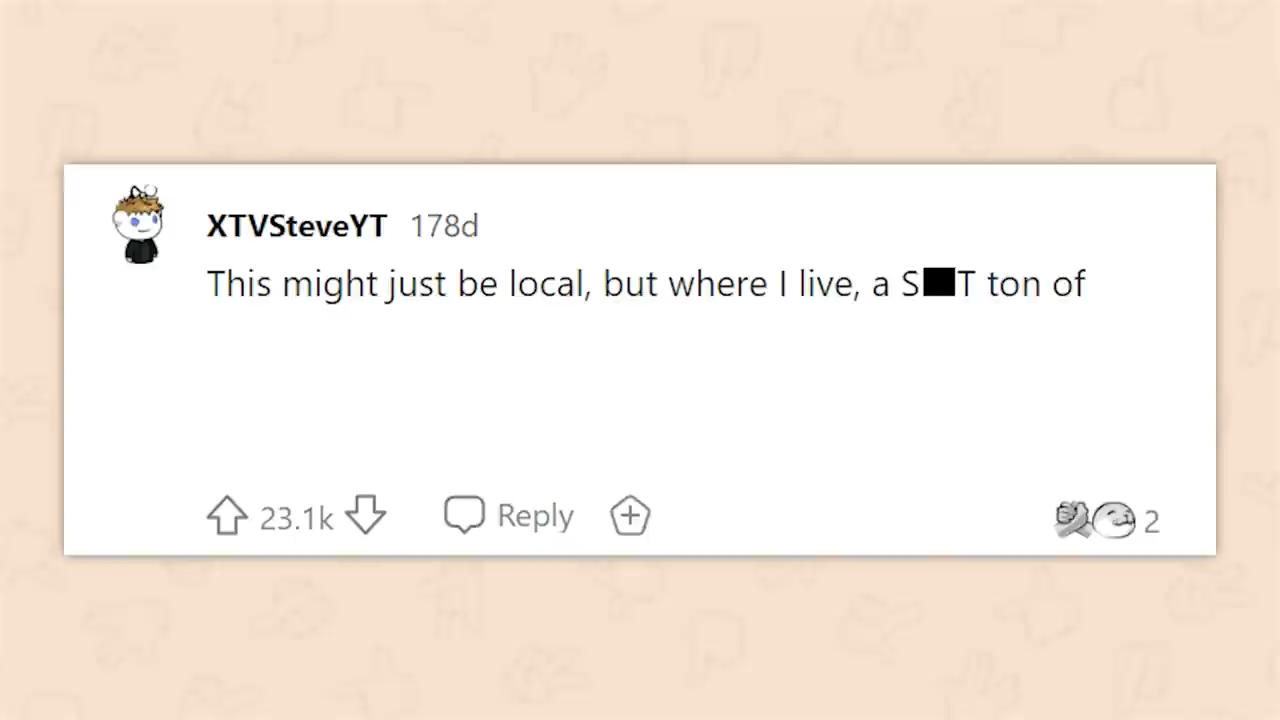 XTVSteveYT 178d
This might just be local, but where I live, a S■T ton of
23.1k Reply 2